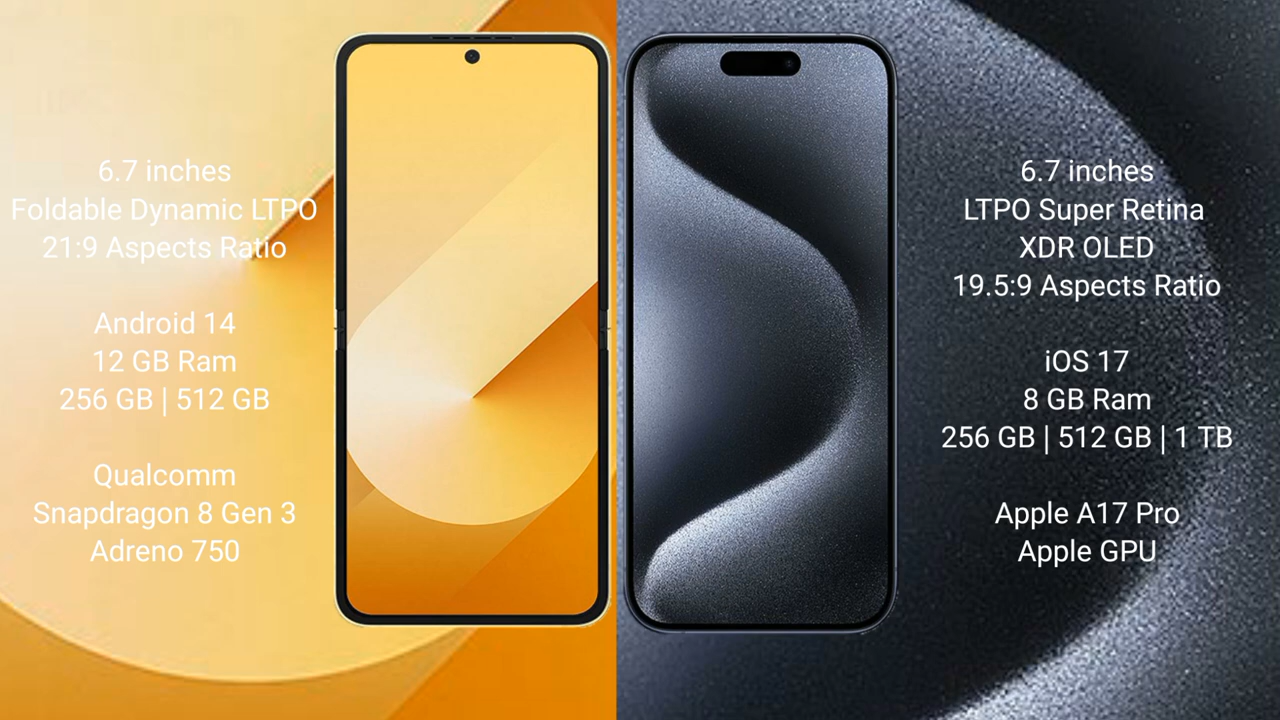 6.7 inches
Foldable Dynamic LTPO
21:9 Aspects Ratio
Android 14
12 GB Ram
256 GB | 512 GB
Qualcomm
Snapdragon 8 Gen 3
Adreno 750
6.7 inches
LTPO Super Retina
XDR OLED
19.5:9 Aspects Ratio
iOS 17
8 GB Ram
256 GB | 512 GB | 1 TB
Apple A17 Pro
Apple GPU